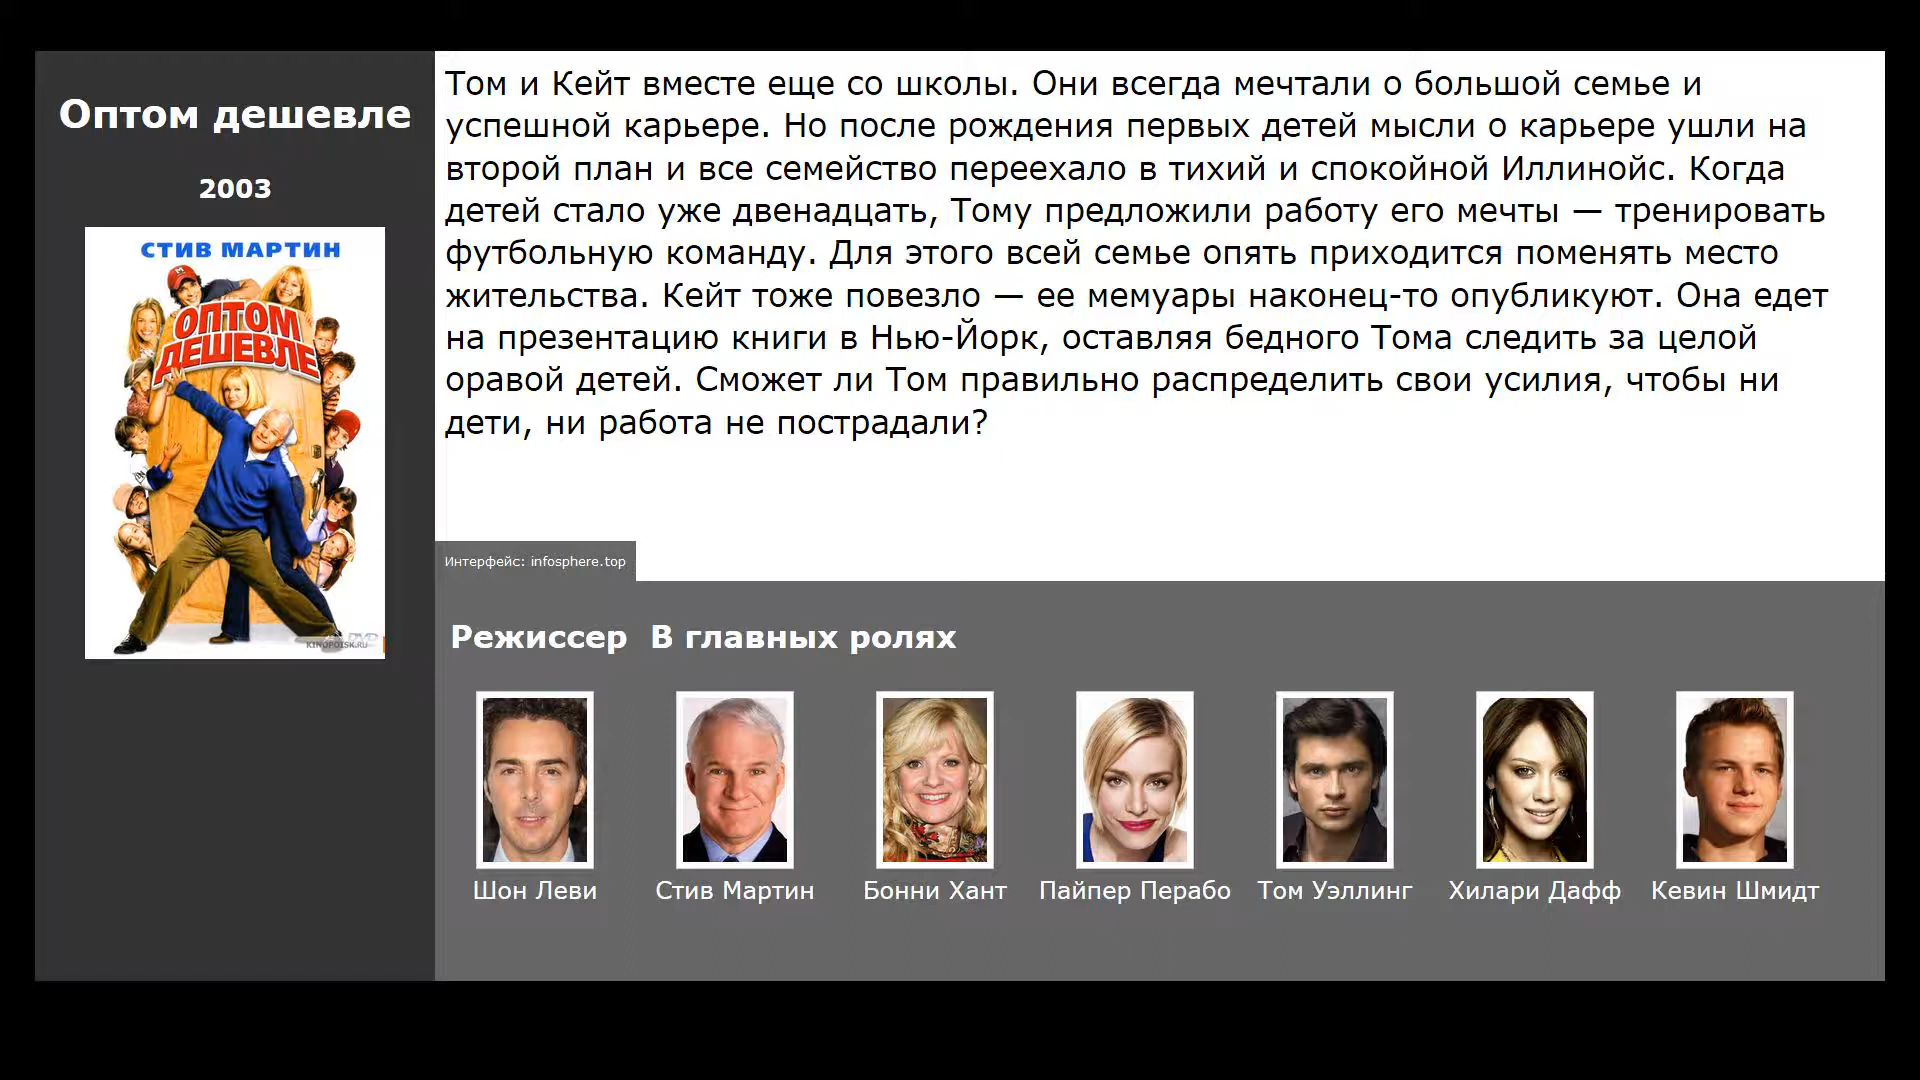 Оптом дешевле
2003
СТИВ МАРТИН
ОПТОМ
ДЕШЕВЛЕ
KINOPOISK.RU
Том и Кейт вместе еще со школы. Они всегда мечтали о большой семье и
успешной карьере. Но после рождения первых детей мысли о карьере ушли на
второй план и все семейство переехало в тихий и спокойной Иллинойс. Когда
детей стало уже двенадцать, Тому предложили работу его мечты — тренировать
футбольную команду. Для этого всей семье опять приходится поменять место
жительства. Кейт тоже повезло — ее мемуары наконец-то опубликуют. Она едет
на презентацию книги в Нью-Йорк, оставляя бедного Тома следить за целой
оравой детей. Сможет ли Том правильно распределить свои усилия, чтобы ни
дети, ни работа не пострадали?
Интерфейс: infosphere.top
Режиссер В главных ролях
Шон Леви Стив Мартин Бонни Хант Пайпер Перабо Том Уэллинг Хилари Дафф Кевин Шмидт